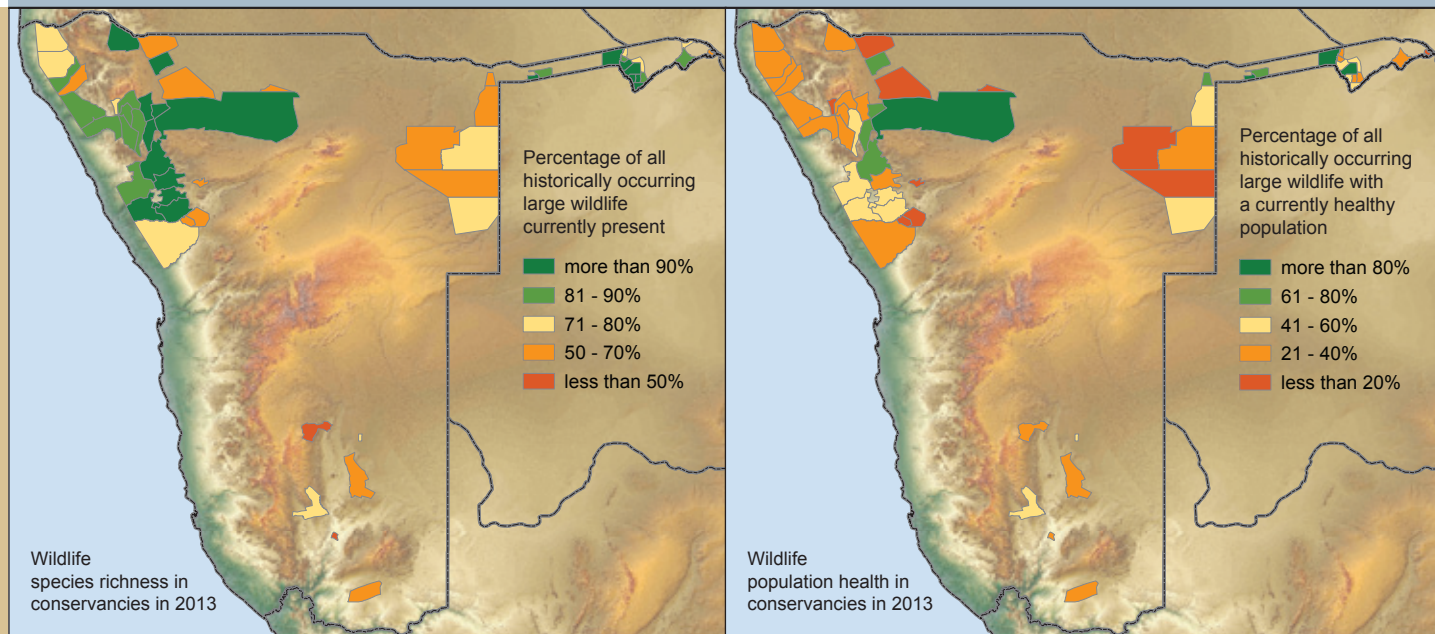 Percentage of all
historically occurring
large wildlife
currently present
more than 90%
81 - 90%
71 - 80%
50 - 70%
less than 50%
Wildlife
species richness in
conservancies in 2013
Percentage of all
historically occurring
large wildlife with
a currently healthy
population
more than 80%
61 - 80%
41 - 60%
21 - 40%
less than 20%
Wildlife
population health in
conservancies in 2013